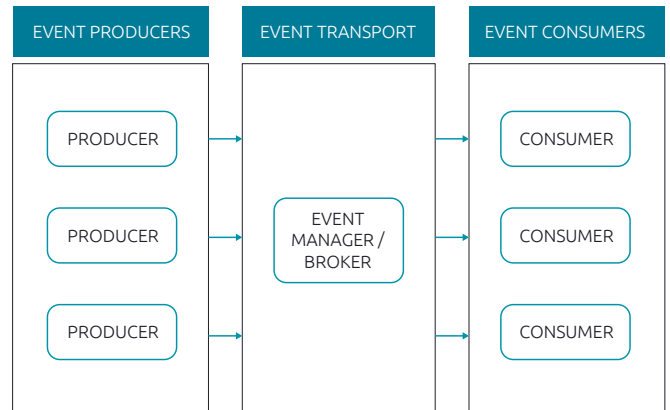 EVENT PRODUCERS
EVENT TRANSPORT
EVENT CONSUMERS
PRODUCER
CONSUMER
PRODUCER
EVENT
MANAGER /
BROKER
CONSUMER
PRODUCER
CONSUMER